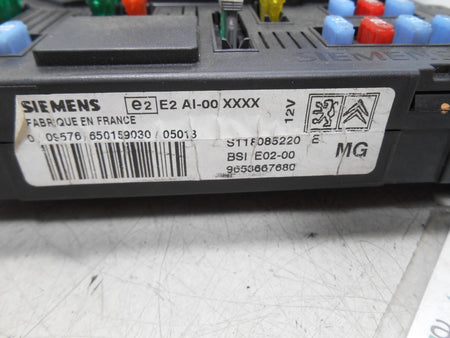 SIEMENS e2 E2 AI-00 XXXX 12V
FABRIQUE EN FRANCE
09576 650159030 / 05013
S118085220 E
BSI E02-00 MG
9653667680
SIEMENS